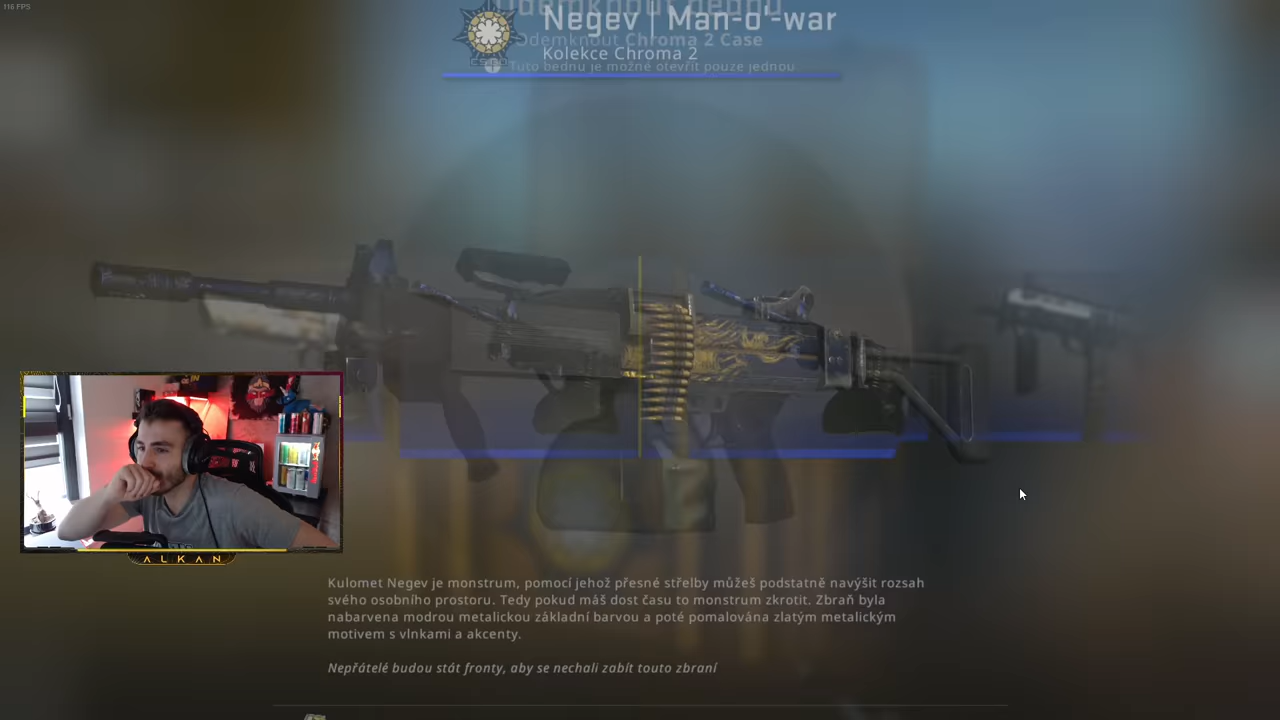 116 FPS
Negev | Man-o'-war
Odemknout Chroma 2 Case
Kolekce Chroma 2
Tuto bednu je možné otevřít pouze jednou
ALKAN
Kulomet Negev je monstrum, pomocí jehož přesné střelby můžeš podstatně navýšit rozsah
svého osobního prostoru. Tedy pokud máš dost času to monstrum zkrotit. Zbraň byla
nabarvena modrou metalickou základní barvou a poté pomalována zlatým metalickým
motivem s vlnkami a akcenty.
Nepřátelé budou stát fronty, aby se nechali zabít touto zbraní